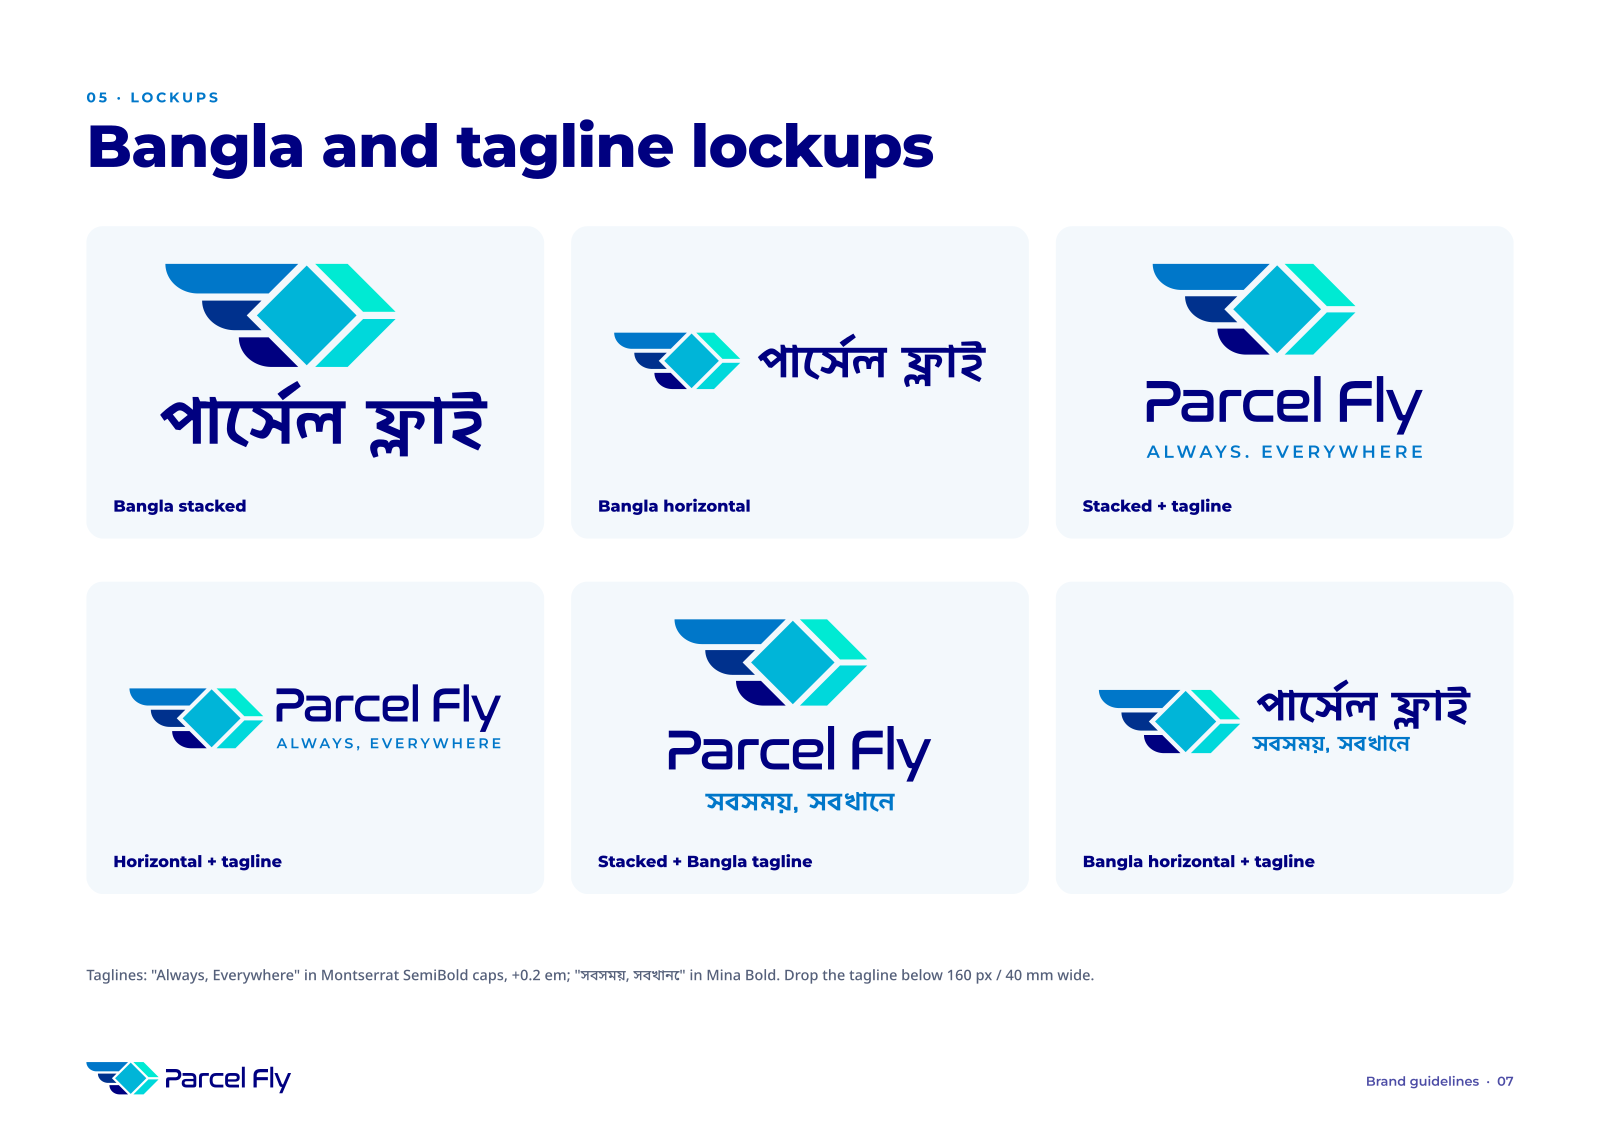 05 · LOCKUPS
Bangla and tagline lockups
পার্সেল ফ্লাই
Bangla stacked
পার্সেল ফ্লাই
Bangla horizontal
Parcel Fly
ALWAYS. EVERYWHERE
Stacked + tagline
Parcel Fly
ALWAYS, EVERYWHERE
Horizontal + tagline
Parcel Fly
সবসময়, সবখানে
Stacked + Bangla tagline
পার্সেল ফ্লাই
সবসময়, সবখানে
Bangla horizontal + tagline
Taglines: "Always, Everywhere" in Montserrat SemiBold caps, +0.2 em; "সবসময়, সবখানে" in Mina Bold. Drop the tagline below 160 px / 40 mm wide.
Parcel Fly
Brand guidelines · 07